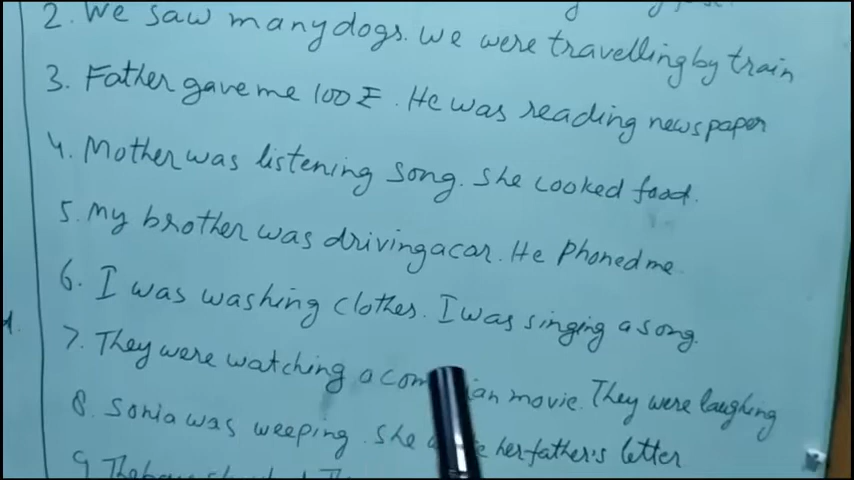 2. We saw many dogs. We were travelling by train
3. Father gave me 100 ₹. He was reading newspaper
4. Mother was listening song. She cooked food.
5. My brother was driving a car. He Phoned me
6. I was washing clothes. I was singing a song.
7. They were watching a movie. They were laughing
8. Sonia was weeping. She her father's letter
9.